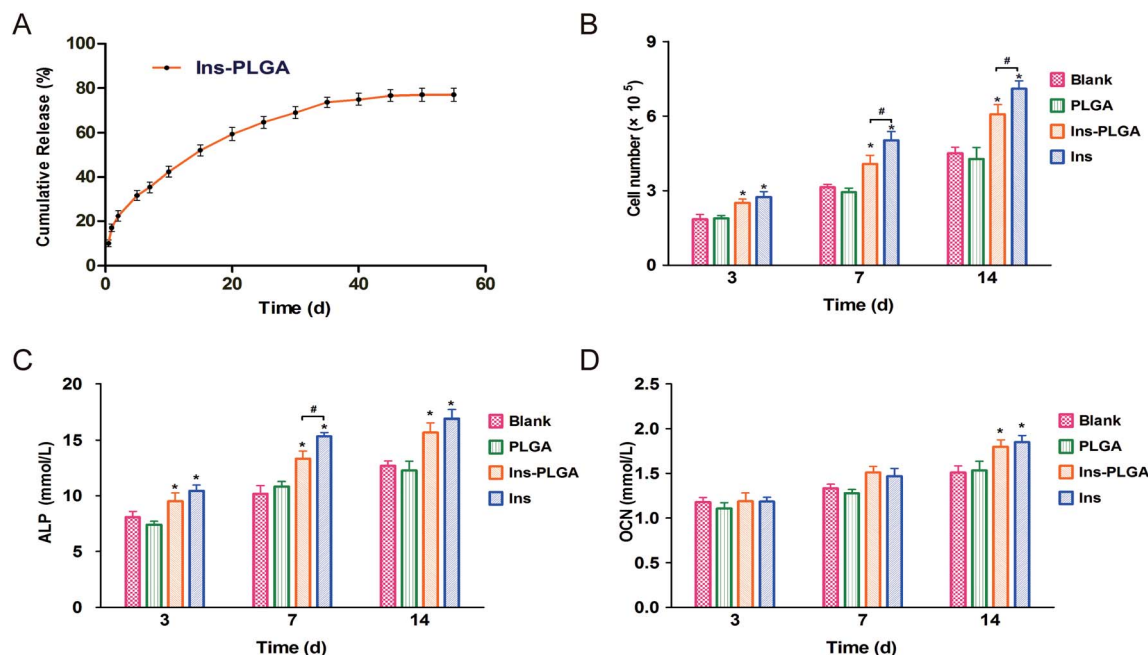 A
Cumulative Release (%)
100
80
60
40
20
0
Ins-PLGA
0 20 40 60
Time (d)
B
Cell number (× 10 5)
9
6
3
0
* * * * * *
# #
3 7 14
Time (d)
Blank
PLGA
Ins-PLGA
Ins
C
ALP (mmol/L)
20
15
10
5
0
* * * * * *
#
3 7 14
Time (d)
Blank
PLGA
Ins-PLGA
Ins
D
OCN (mmol/L)
2.5
2.0
1.5
1.0
0.5
0.0
* *
3 7 14
Time (d)
Blank
PLGA
Ins-PLGA
Ins